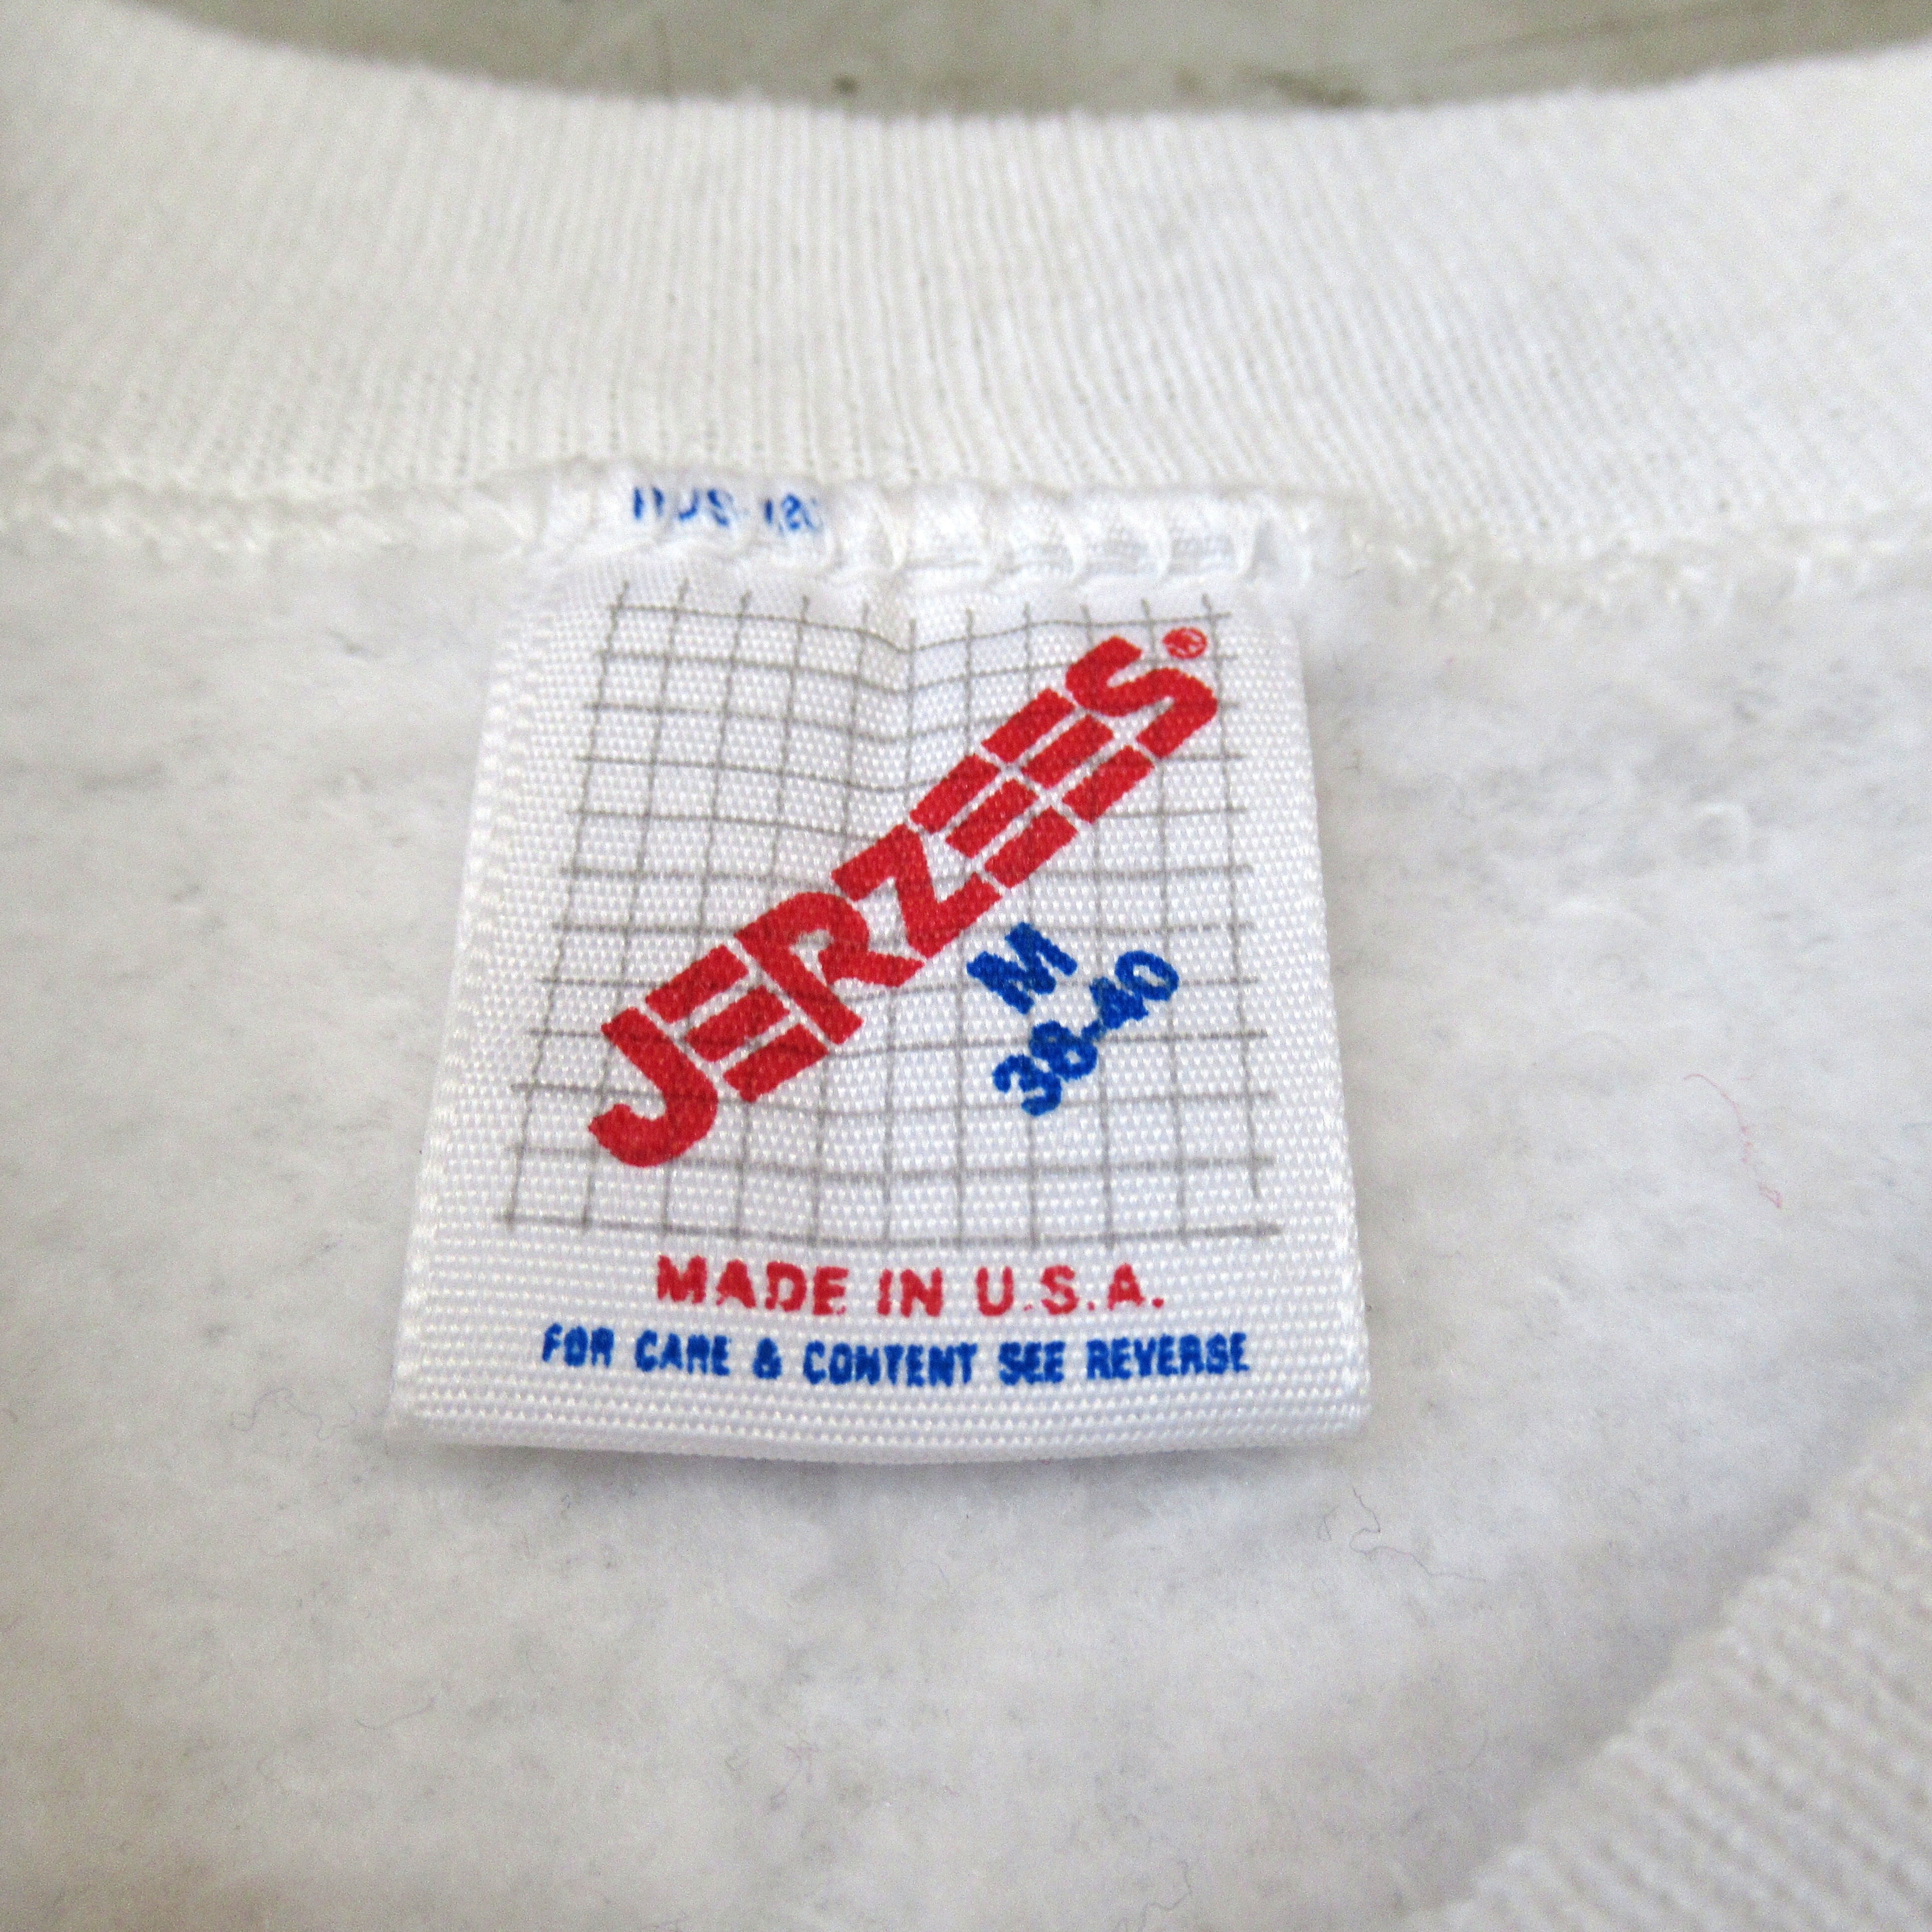 JERZEES®
M
38-40
MADE IN U.S.A.
FOR CARE & CONTENT SEE REVERSE